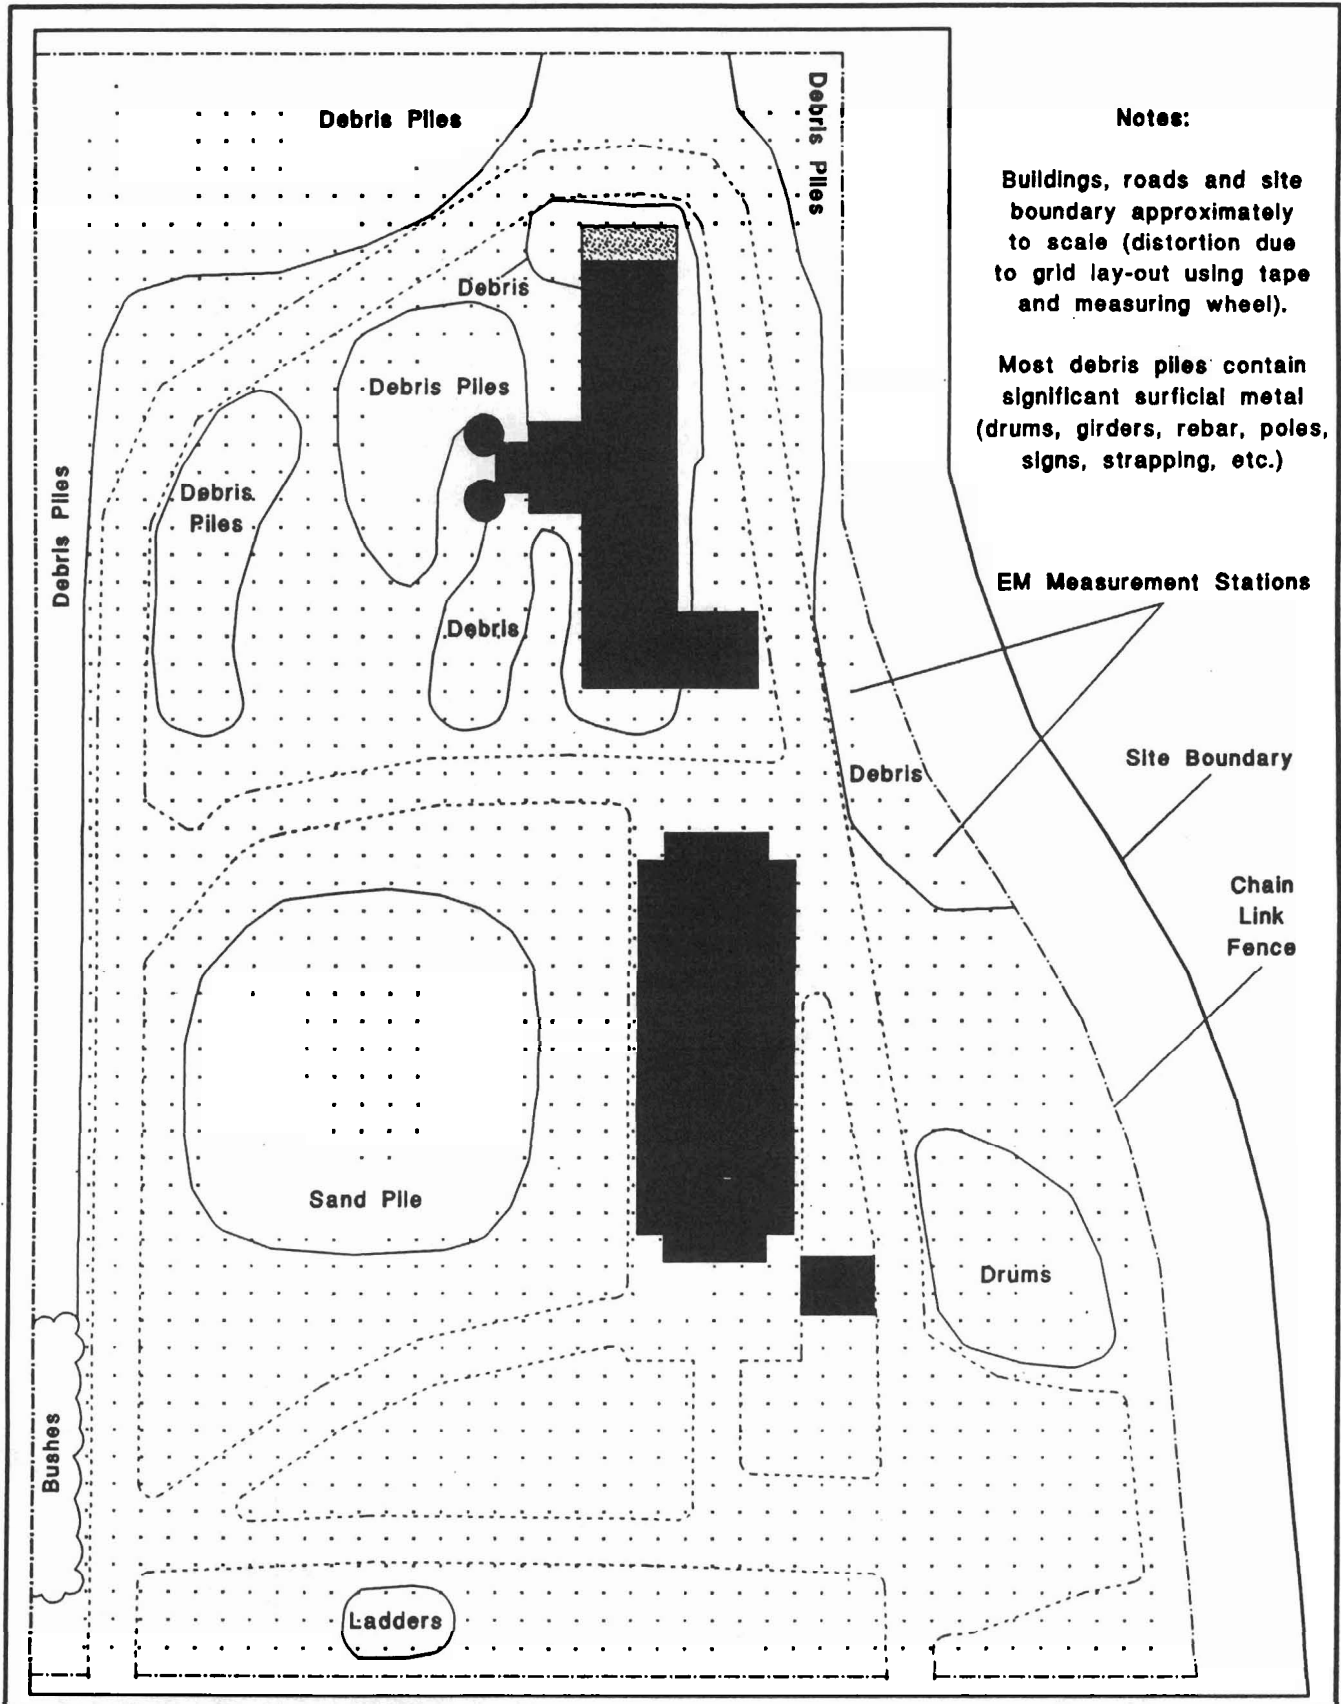 Debris Piles
Debris Piles
Notes:
Buildings, roads and site
boundary approximately
to scale (distortion due
to grid lay-out using tape
and measuring wheel).
Most debris piles contain
significant surficial metal
(drums, girders, rebar, poles,
signs, strapping, etc.)
Debris
Debris Piles
Debris
Piles
Debris Piles
EM Measurement Stations
Debris
Site Boundary
Debris
Chain
Link
Fence
Sand Pile
Drums
Bushes
Ladders